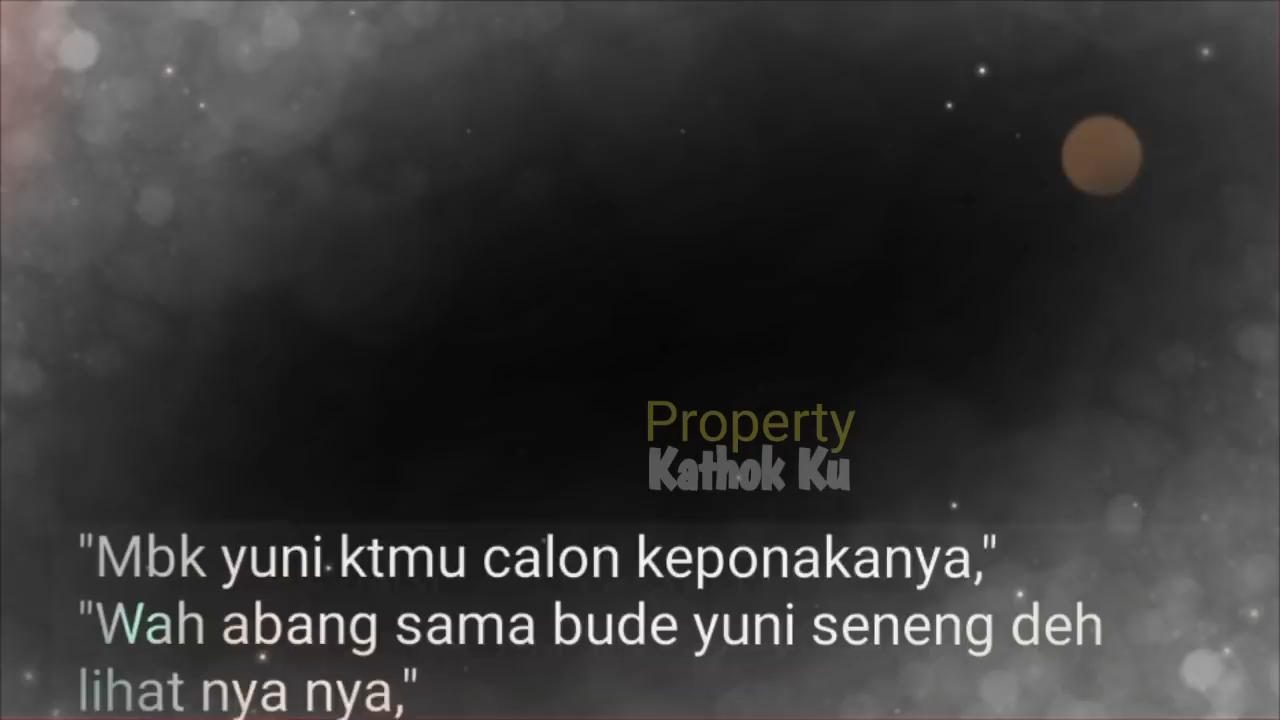 Property
Kathok Ku
"Mbk yuni ktmu calon keponakanya,"
"Wah abang sama bude yuni seneng deh
lihat nya nya,"